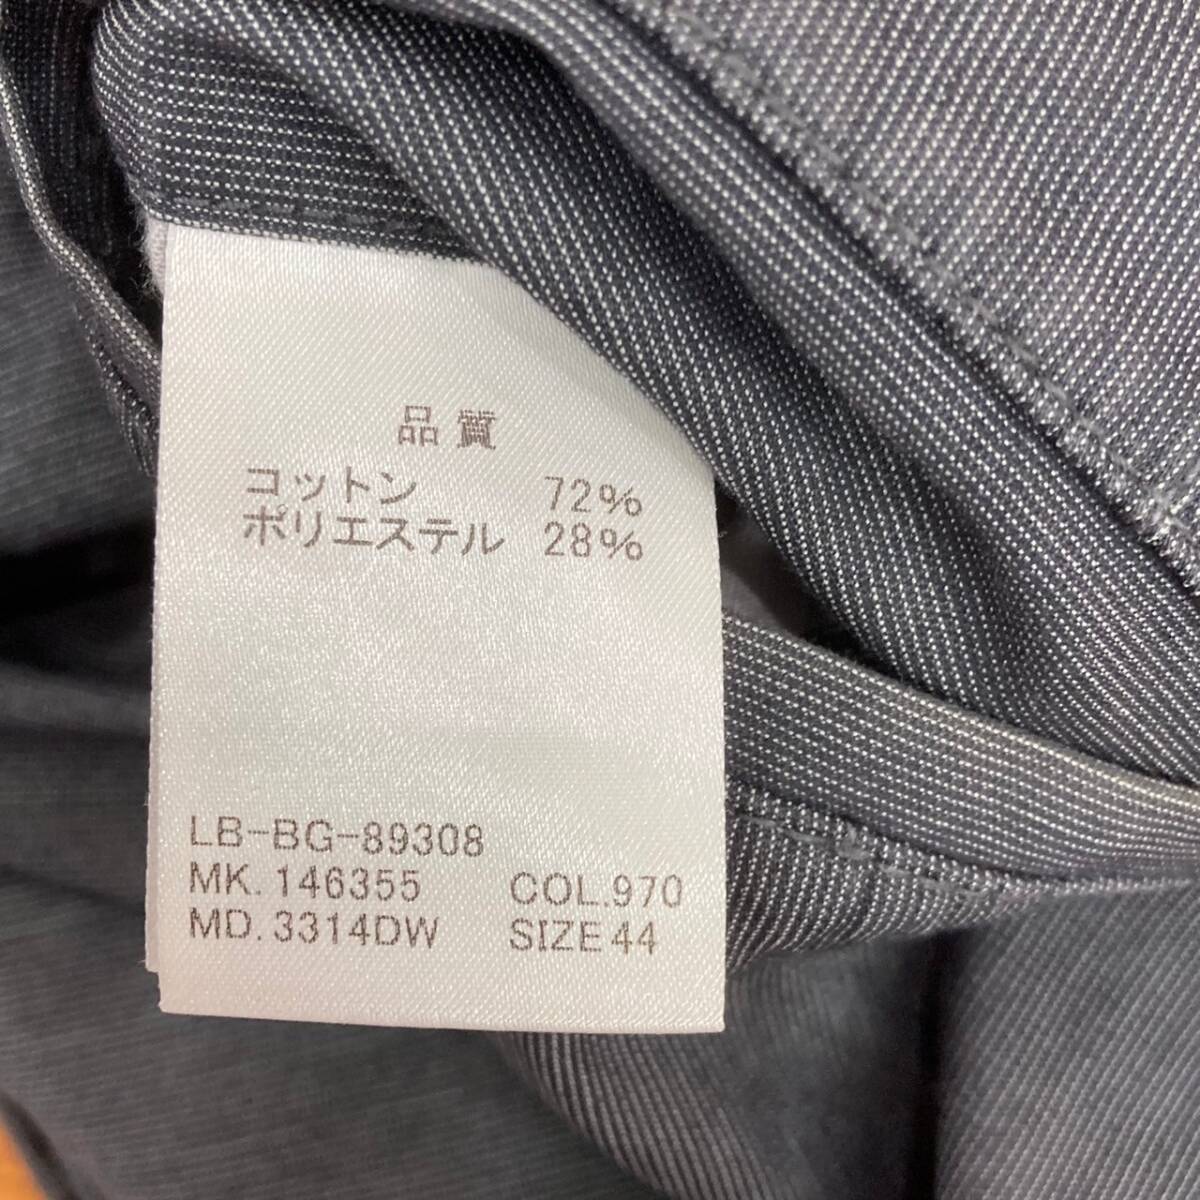 品質
コットン 72%
ポリエステル 28%
LB-BG-89308
MK. 146355 COL.970
MD. 3314DW SIZE 44